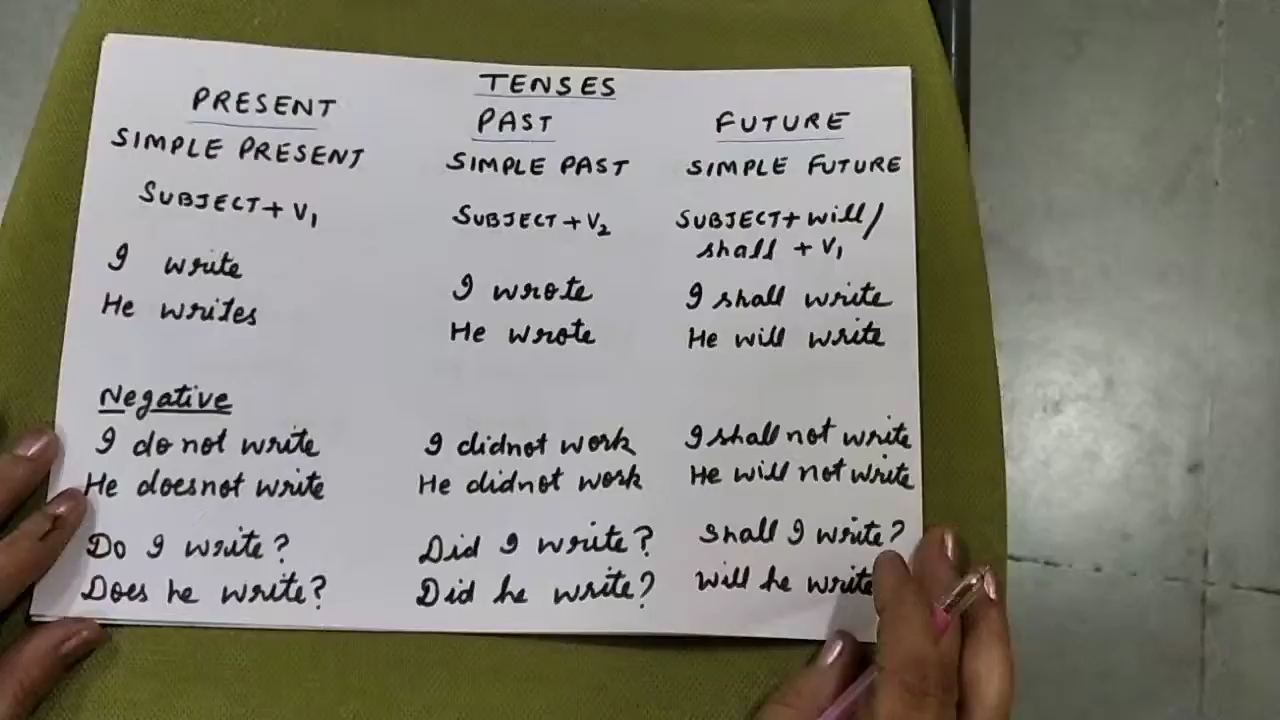 TENSES
PRESENT
SIMPLE PRESENT
SUBJECT + V₁
I write
He writes
Negative
I do not write
He doesnot write
Do I write?
Does he write?
PAST
SIMPLE PAST
SUBJECT + V₂
I wrote
He wrote
I didnot work
He didnot work
Did I write?
Did he write?
FUTURE
SIMPLE FUTURE
SUBJECT + will/
shall + V₁
I shall write
He will write
I shall not write
He will not write
Shall I write?
Will he write